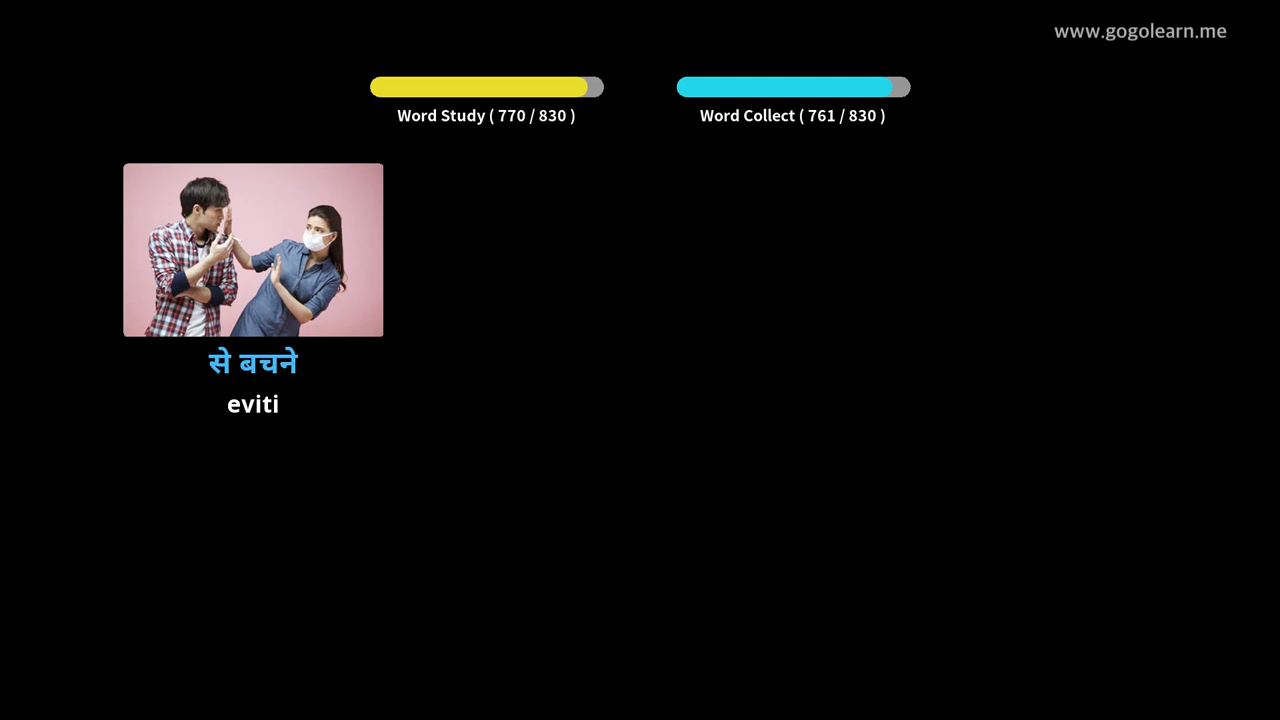 www.gogolearn.me
Word Study ( 770 / 830 )
Word Collect ( 761 / 830 )
से बचने
eviti